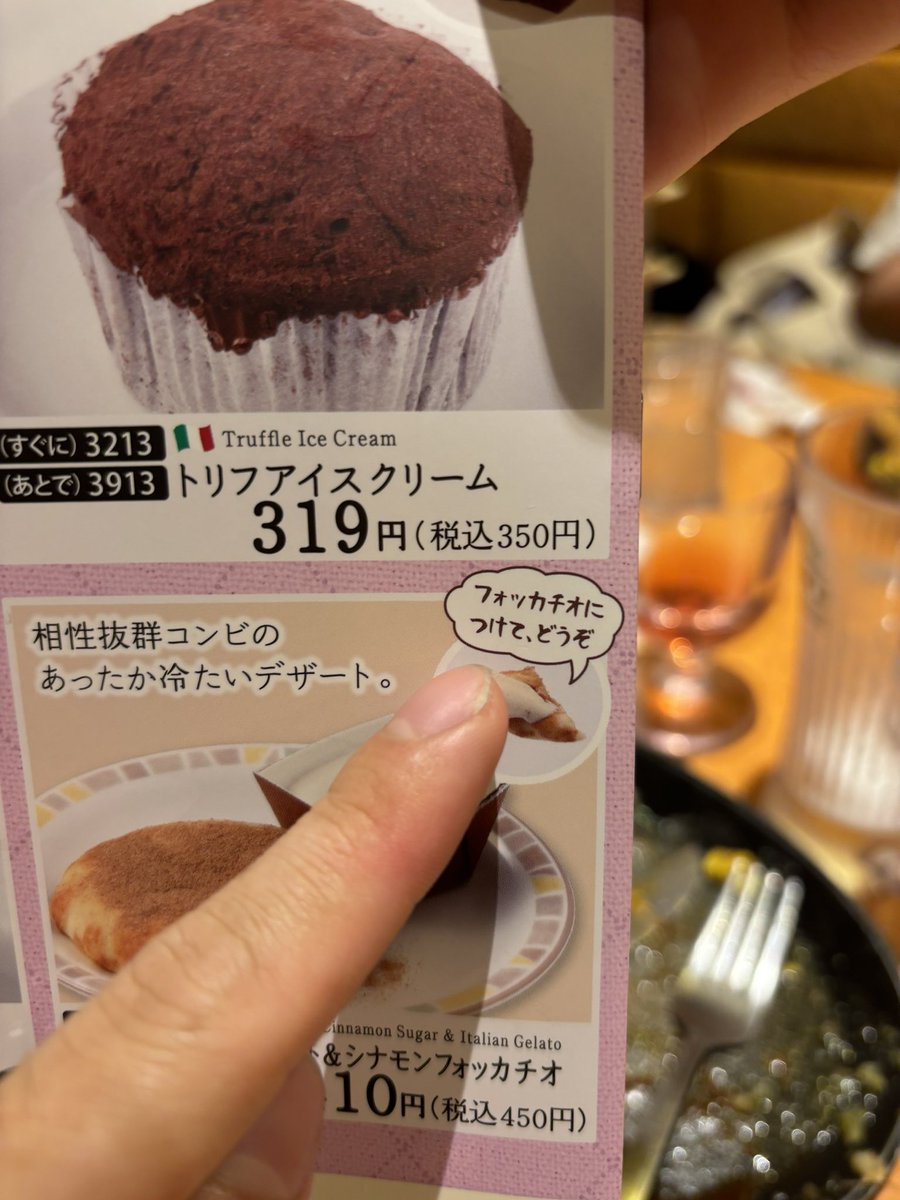 (すぐに) 3213
Truffle Ice Cream
(あとで) 3913
トリフアイスクリーム
319円(税込350円)
フォッカチオに
つけて、どうぞ
相性抜群コンビの
あったか冷たいデザート。
Cinnamon Sugar & Italian Gelato
&シナモンフォッカチオ
10円(税込450円)